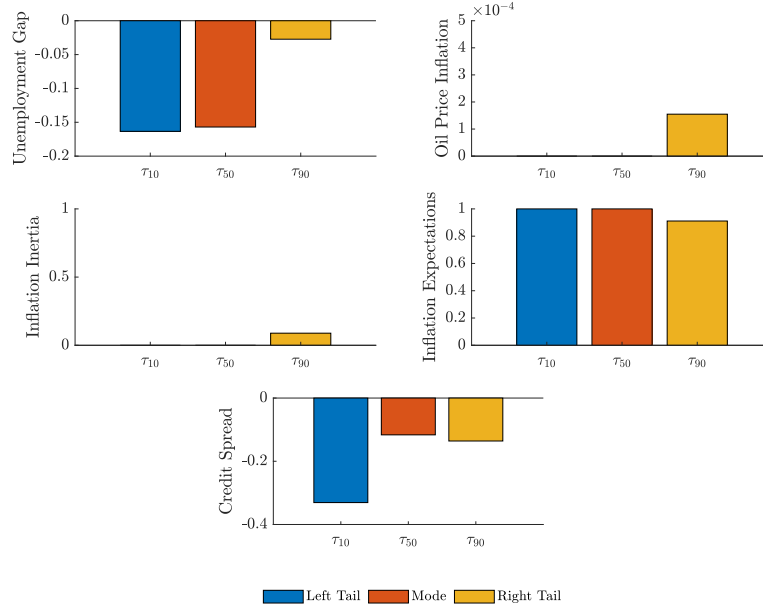 Unemployment Gap
0
-0.05
-0.1
-0.15
-0.2
τ10
τ50
τ90
Oil Price Inflation
×10-4
5
4
3
2
1
0
τ10
τ50
τ90
Inflation Inertia
1
0.5
0
τ10
τ50
τ90
Inflation Expectations
1
0.8
0.6
0.4
0.2
0
τ10
τ50
τ90
Credit Spread
0
-0.2
-0.4
τ10
τ50
τ90
Left Tail Mode Right Tail